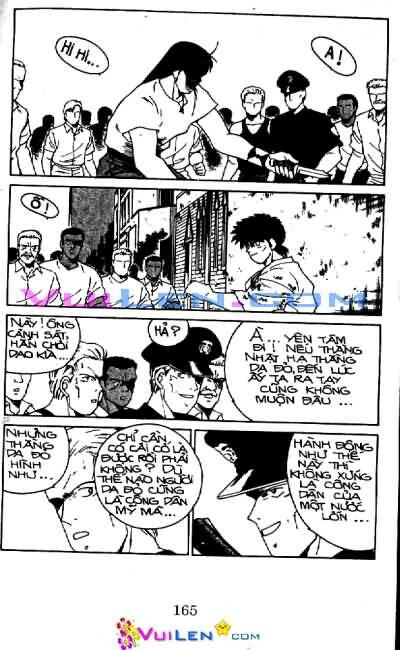 HÌ HÌ...
A!
Ồ!
VuiLen.com
NÀY! ÔNG
CẢNH SÁT,
HẮN CHƠI
DAO KÌA...
HẢ?
À... YÊN TÂM
ĐI! NẾU THẰNG
NHẬT HẠ THẰNG
DA ĐỎ, ĐẾN LÚC
ẤY TA RA TAY
CŨNG KHÔNG
MUỘN ĐÂU...
NHƯNG
THẰNG
DA ĐỎ
HÌNH
NHƯ...
CHỈ CẦN
CÓ CÁI CỚ LÀ
ĐƯỢC RỒI PHẢI
KHÔNG? DÙ
THẾ NÀO NGƯỜI
DA ĐỎ CŨNG
LÀ CÔNG DÂN
MỸ MÀ...
HÀNH ĐỘNG
NHƯ THẾ
NÀY THÌ
KHÔNG XỨNG
LÀ CÔNG
DÂN CỦA
MỘT NƯỚC
LỚN...
165
VuiLen.com